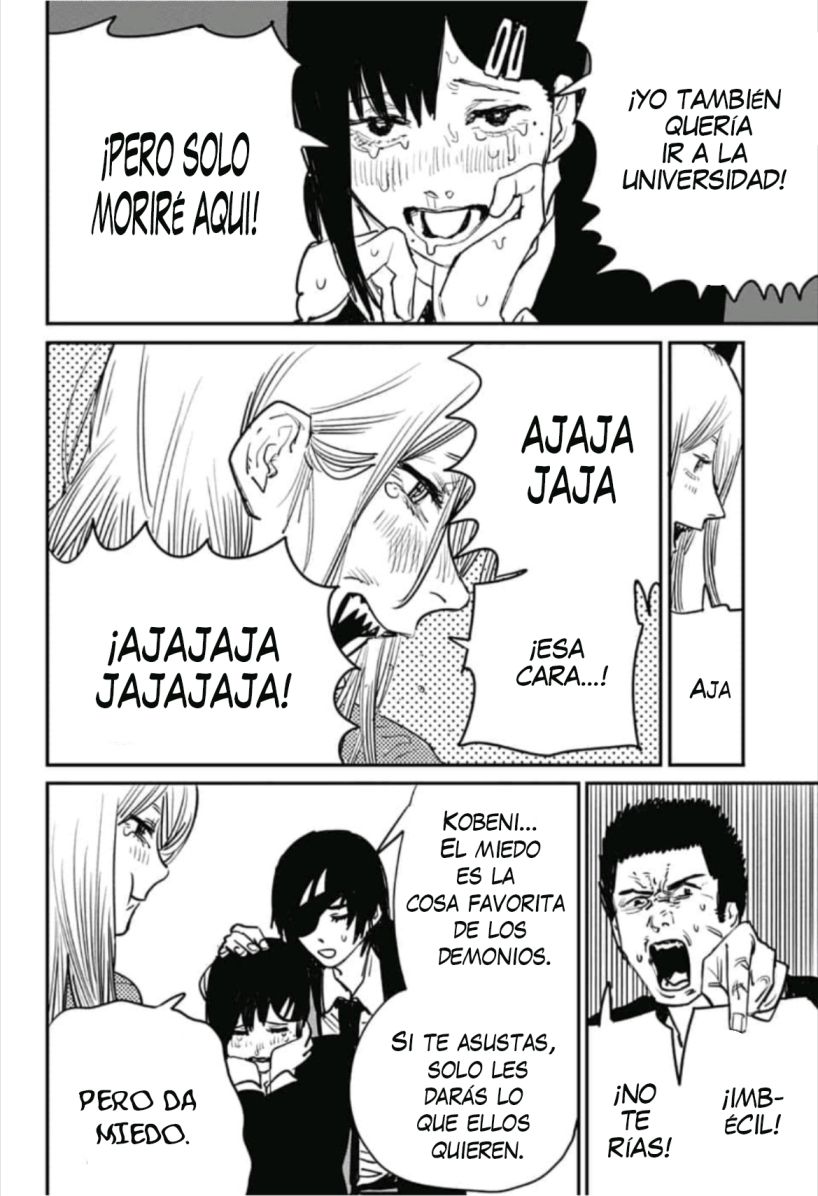 ¡YO TAMBIÉN
QUERÍA
IR A LA
UNIVERSIDAD!
¡PERO SOLO
MORIRÉ AQUI!
AJA
AJAJA
JAJA
¡ESA
CARA...!
¡AJAJAJA
JAJAJAJA!
¡IMB-
ÉCIL!
¡NO
TE
RÍAS!
KOBENI...
EL MIEDO
ES LA
COSA FAVORITA
DE LOS
DEMONIOS.
SI TE ASUSTAS,
SOLO LES
DARÁS LO
QUE ELLOS
QUIEREN.
PERO DA
MIEDO.